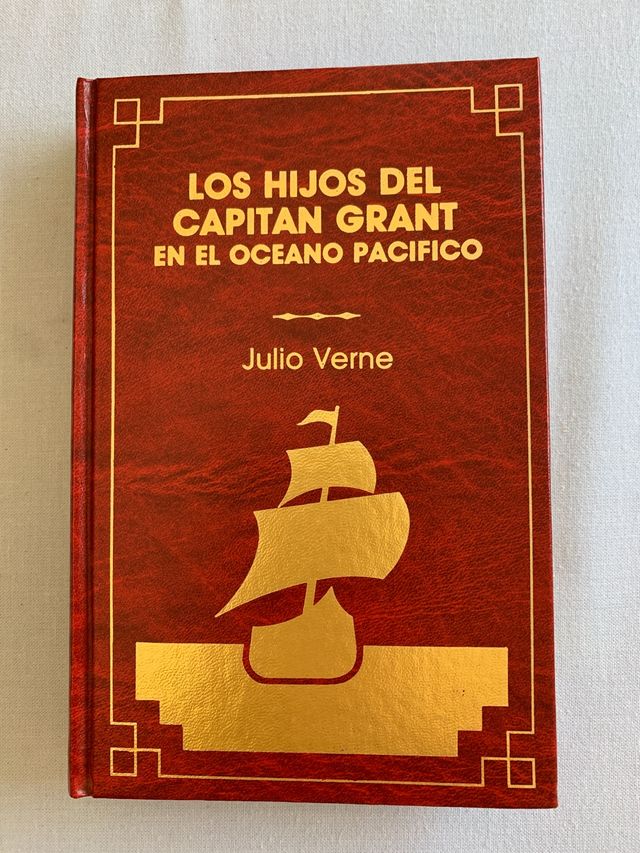 LOS HIJOS DEL
CAPITAN GRANT
EN EL OCEANO PACIFICO
Julio Verne